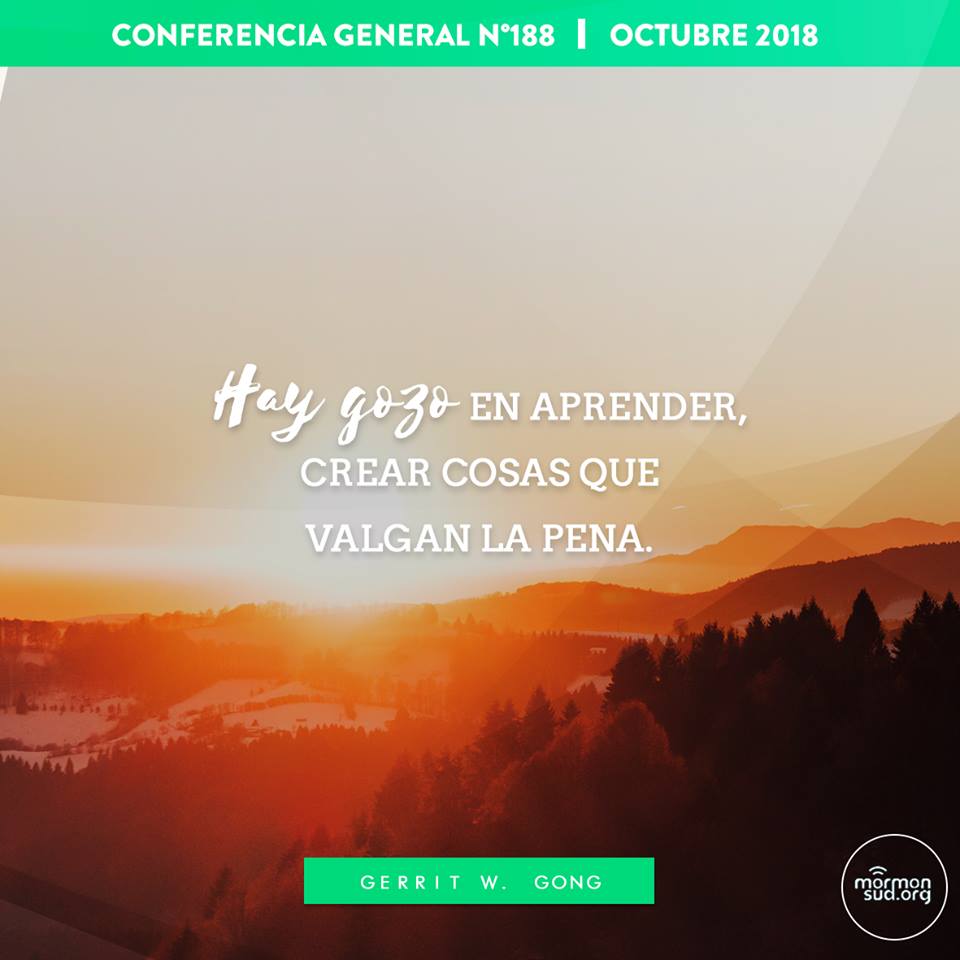 CONFERENCIA GENERAL N°188 | OCTUBRE 2018
Hay gozo EN APRENDER,
CREAR COSAS QUE
VALGAN LA PENA.
GERRIT W. GONG
mormon
sud.org